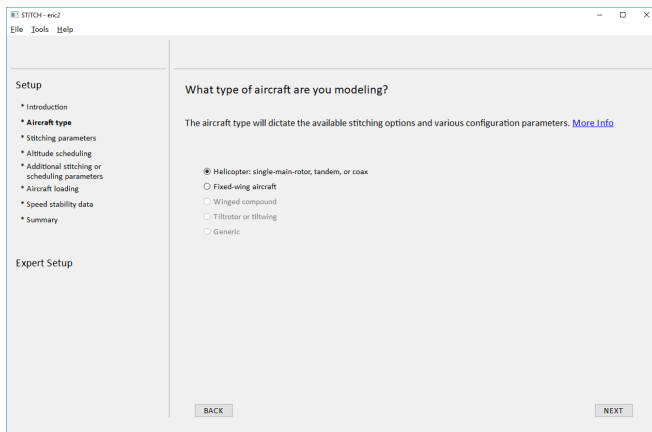 STITCH - eric2
File Tools Help
Setup
* Introduction
* Aircraft type
* Stitching parameters
* Altitude scheduling
* Additional stitching or
scheduling parameters
* Aircraft loading
* Speed stability data
* Summary
Expert Setup
What type of aircraft are you modeling?
The aircraft type will dictate the available stitching options and various configuration parameters. More Info
Helicopter: single-main-rotor, tandem, or coax
Fixed-wing aircraft
Winged compound
Tiltrotor or tiltwing
Generic
BACK
NEXT